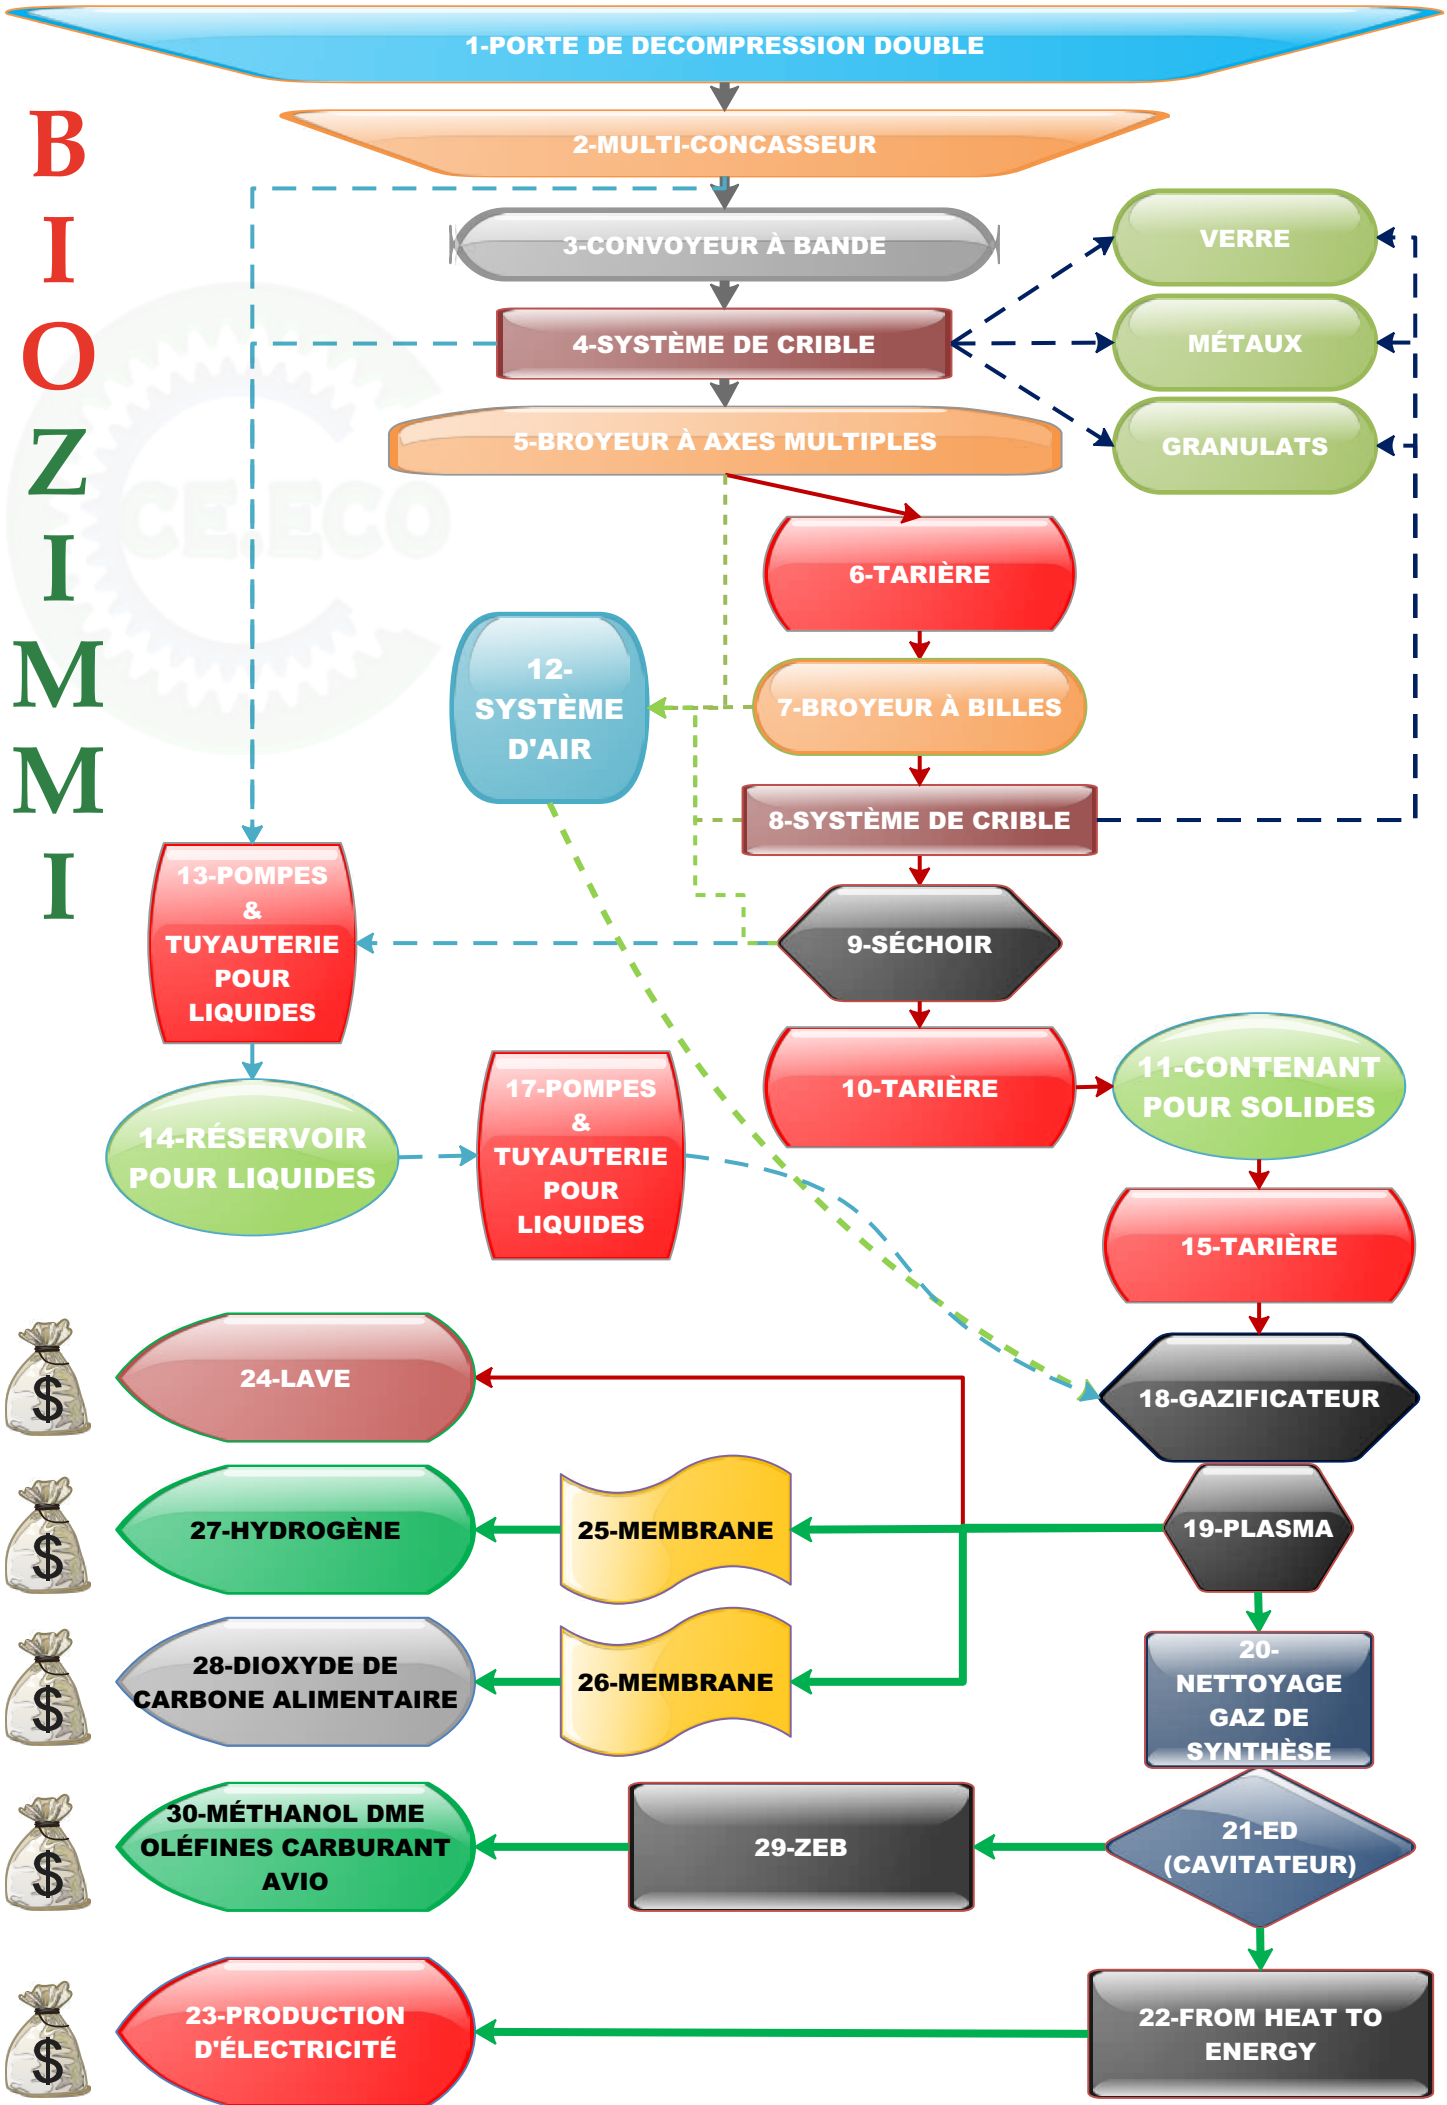 1-PORTE DE DECOMPRESSION DOUBLE
2-MULTI-CONCASSEUR
3-CONVOYEUR À BANDE
4-SYSTÈME DE CRIBLE
5-BROYEUR À AXES MULTIPLES
VERRE
MÉTAUX
GRANULATS
B
I
O
Z
I
M
M
I
CE.ECO
6-TARIÈRE
12-
SYSTÈME
D'AIR
7-BROYEUR À BILLES
8-SYSTÈME DE CRIBLE
13-POMPES
&
TUYAUTERIE
POUR
LIQUIDES
9-SÉCHOIR
10-TARIÈRE
11-CONTENANT
POUR SOLIDES
14-RÉSERVOIR
POUR LIQUIDES
17-POMPES
&
TUYAUTERIE
POUR
LIQUIDES
15-TARIÈRE
18-GAZIFICATEUR
$
24-LAVE
19-PLASMA
$
27-HYDROGÈNE
25-MEMBRANE
$
28-DIOXYDE DE
CARBONE ALIMENTAIRE
26-MEMBRANE
20-
NETTOYAGE
GAZ DE
SYNTHÈSE
$
30-MÉTHANOL DME
OLÉFINES CARBURANT
AVIO
29-ZEB
21-ED
(CAVITATEUR)
$
23-PRODUCTION
D'ÉLECTRICITÉ
22-FROM HEAT TO
ENERGY